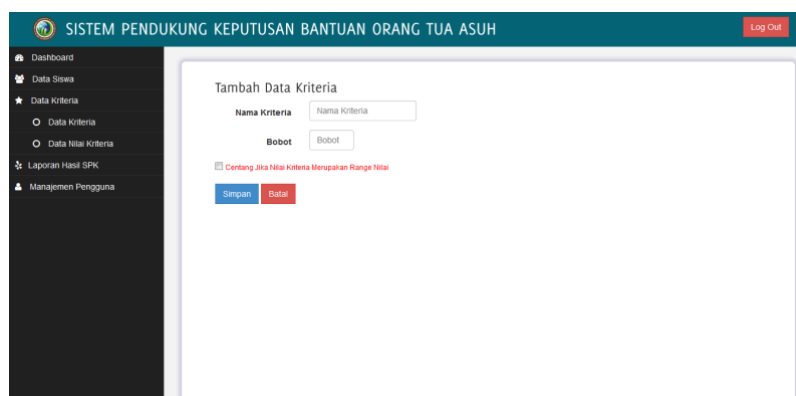 SISTEM PENDUKUNG KEPUTUSAN BANTUAN ORANG TUA ASUH
Log Out
Dashboard
Data Siswa
Data Kriteria
Data Kriteria
Data Nilai Kriteria
Laporan Hasil SPK
Manajemen Pengguna
Tambah Data Kriteria
Nama Kriteria Nama Kriteria
Bobot Bobot
Centang Jika Nilai Kriteria Merupakan Range Nilai
Simpan Batal